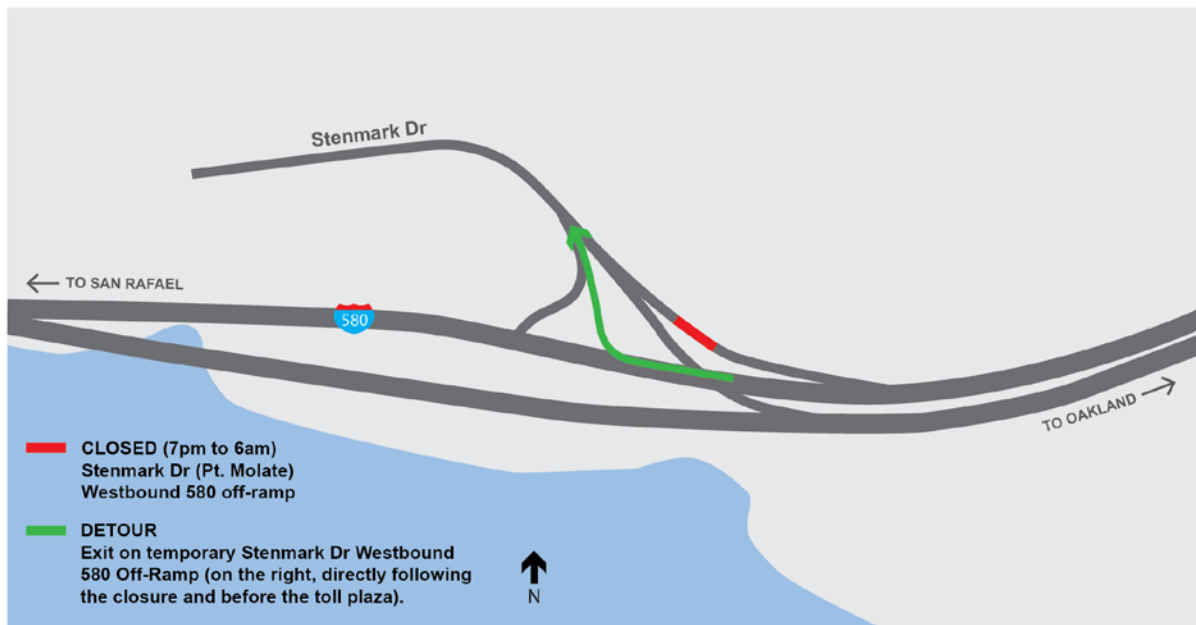 Stenmark Dr
TO SAN RAFAEL
580
TO OAKLAND
CLOSED (7pm to 6am)
Stenmark Dr (Pt. Molate)
Westbound 580 off-ramp
DETOUR
Exit on temporary Stenmark Dr Westbound
580 Off-Ramp (on the right, directly following
the closure and before the toll plaza).
N